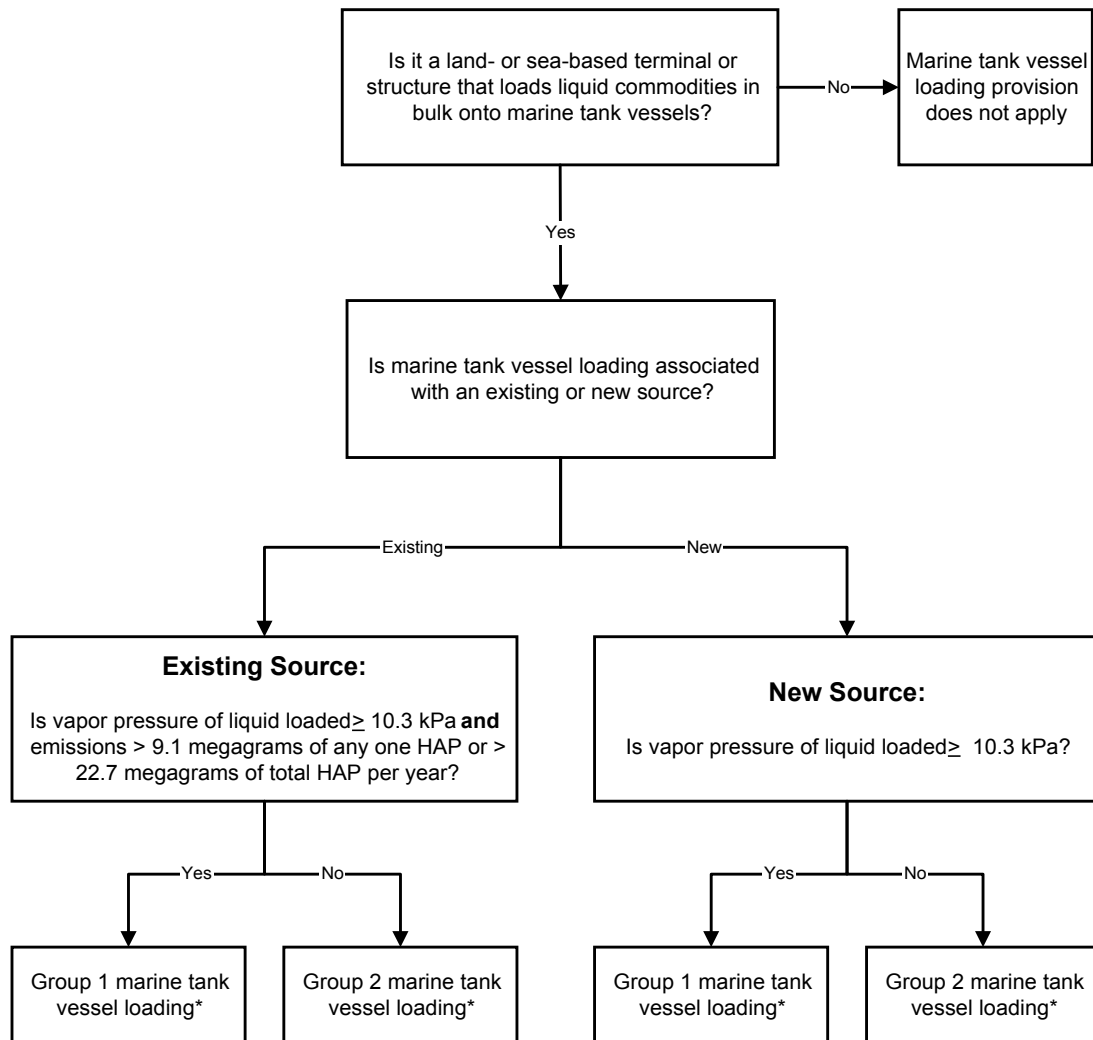 Is it a land- or sea-based terminal or
structure that loads liquid commodities in
bulk onto marine tank vessels?
No
Marine tank vessel
loading provision
does not apply
Yes
Is marine tank vessel loading associated
with an existing or new source?
Existing
New
Existing Source:
Is vapor pressure of liquid loaded ≥ 10.3 kPa and
emissions > 9.1 megagrams of any one HAP or >
22.7 megagrams of total HAP per year?
New Source:
Is vapor pressure of liquid loaded ≥ 10.3 kPa?
Yes
No
Yes
No
Group 1 marine tank
vessel loading*
Group 2 marine tank
vessel loading*
Group 1 marine tank
vessel loading*
Group 2 marine tank
vessel loading*